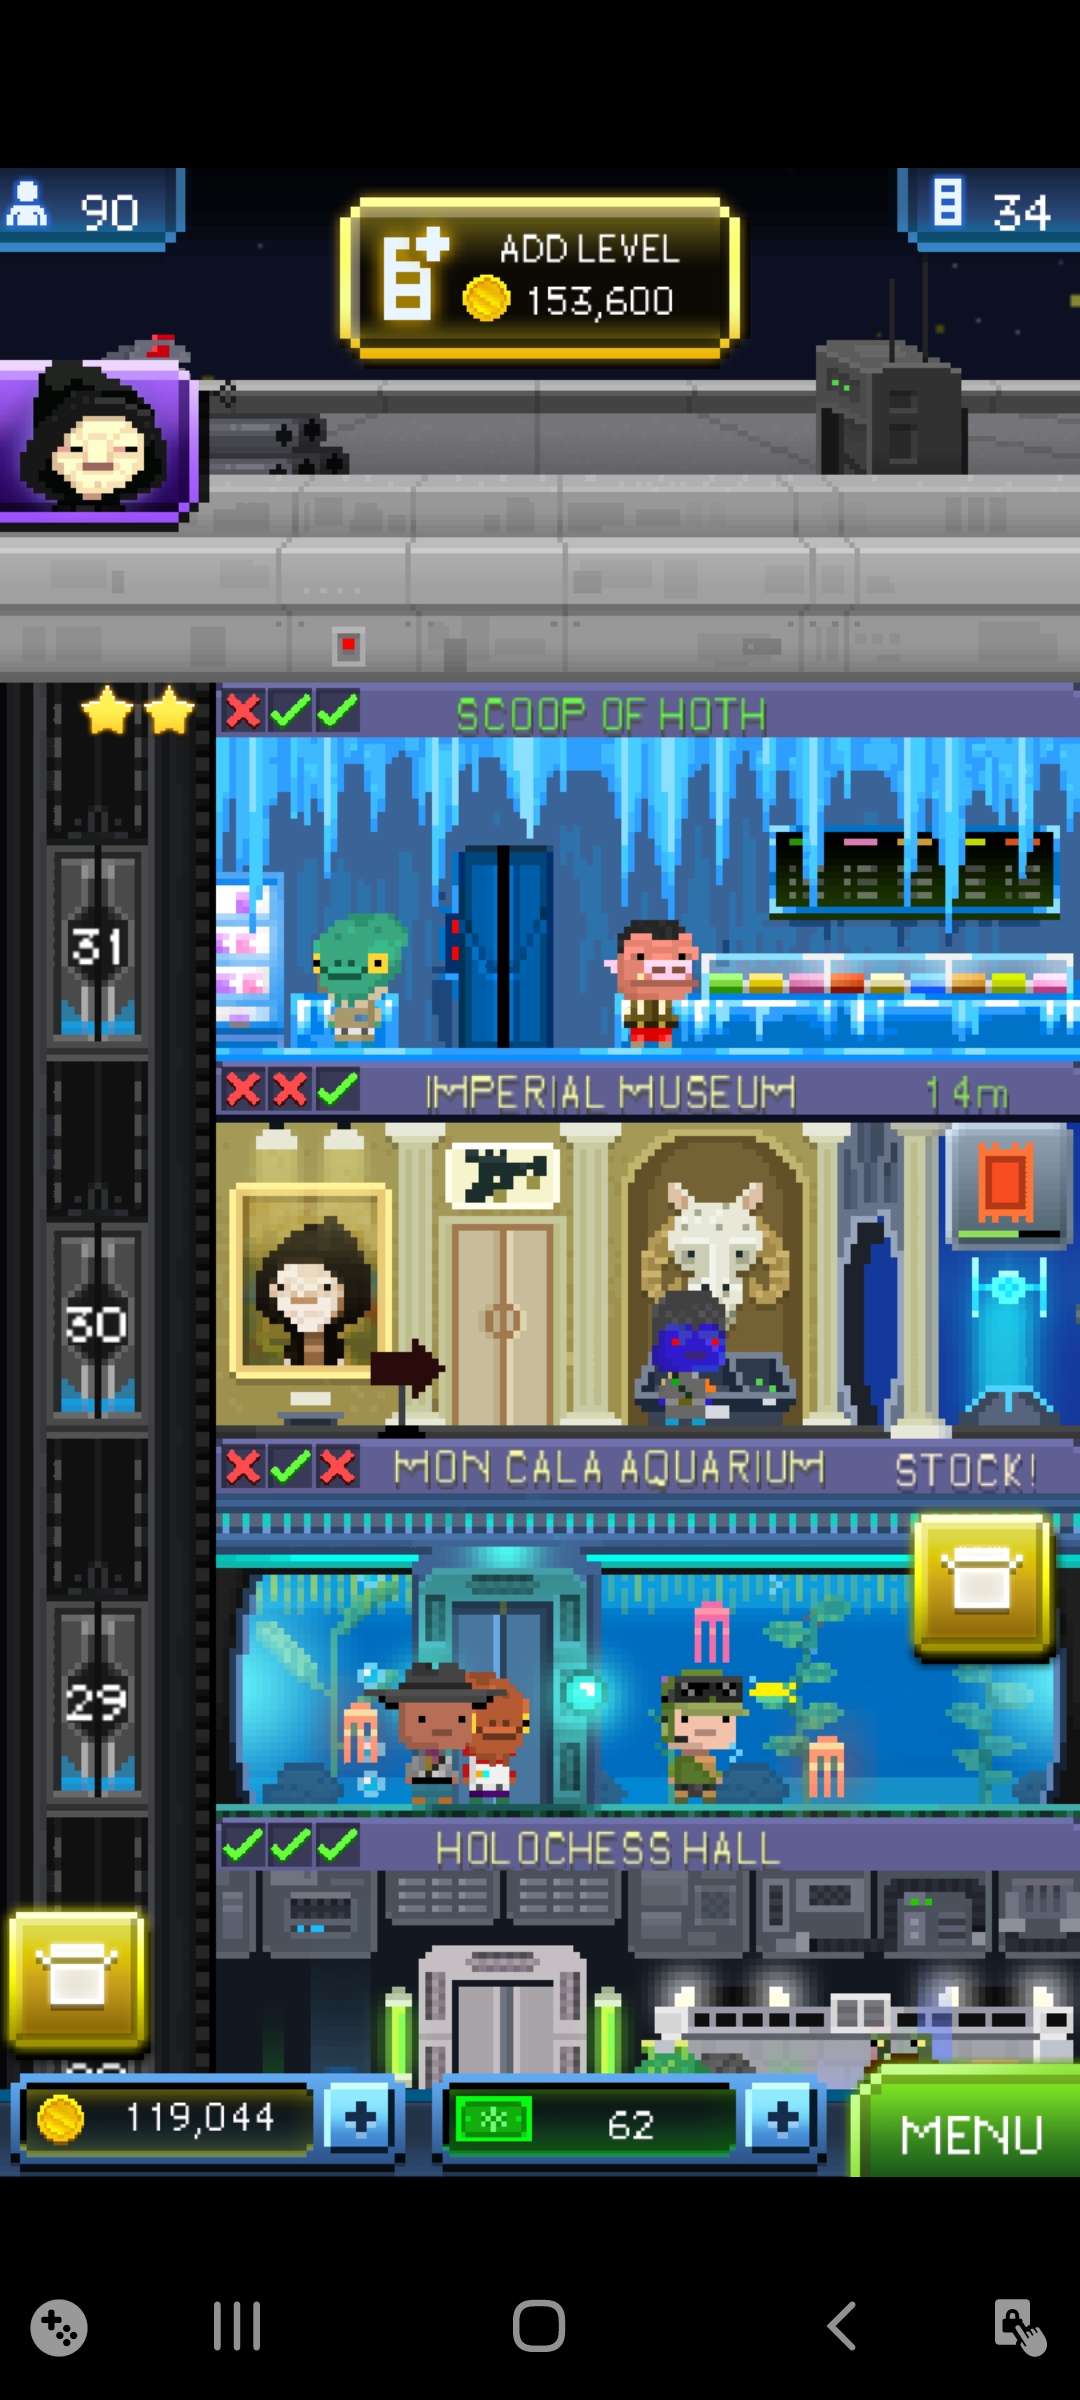 90
ADD LEVEL
153,600
34
SCOOP OF HOTH
31
IMPERIAL MUSEUM
14m
30
MON CALA AQUARIUM
STOCK!
29
HOLOCHESS HALL
119,044
62
MENU